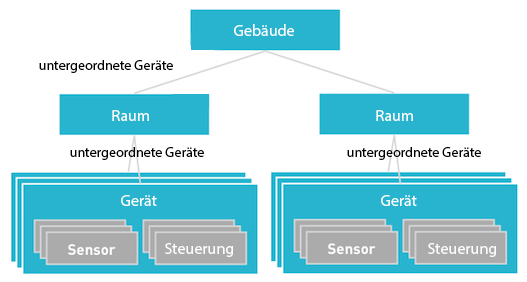 Gebäude
untergeordnete Geräte
Raum
Raum
untergeordnete Geräte
untergeordnete Geräte
Gerät
Gerät
Sensor
Steuerung
Sensor
Steuerung